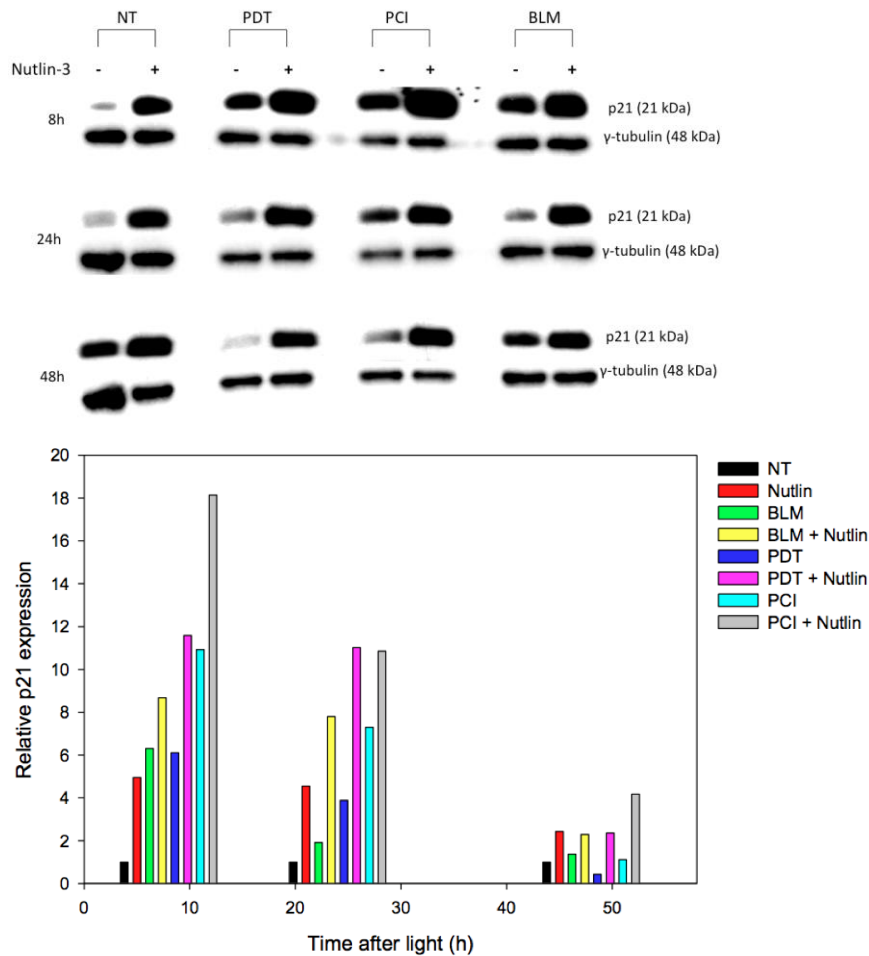 NT PDT PCI BLM
Nutlin-3 - + - + - + - +
8h
p21 (21 kDa)
γ-tubulin (48 kDa)
24h
p21 (21 kDa)
γ-tubulin (48 kDa)
48h
p21 (21 kDa)
γ-tubulin (48 kDa)
20
18
16
14
12
10
8
6
4
2
0
Relative p21 expression
0 10 20 30 40 50
Time after light (h)
NT
Nutlin
BLM
BLM + Nutlin
PDT
PDT + Nutlin
PCI
PCI + Nutlin